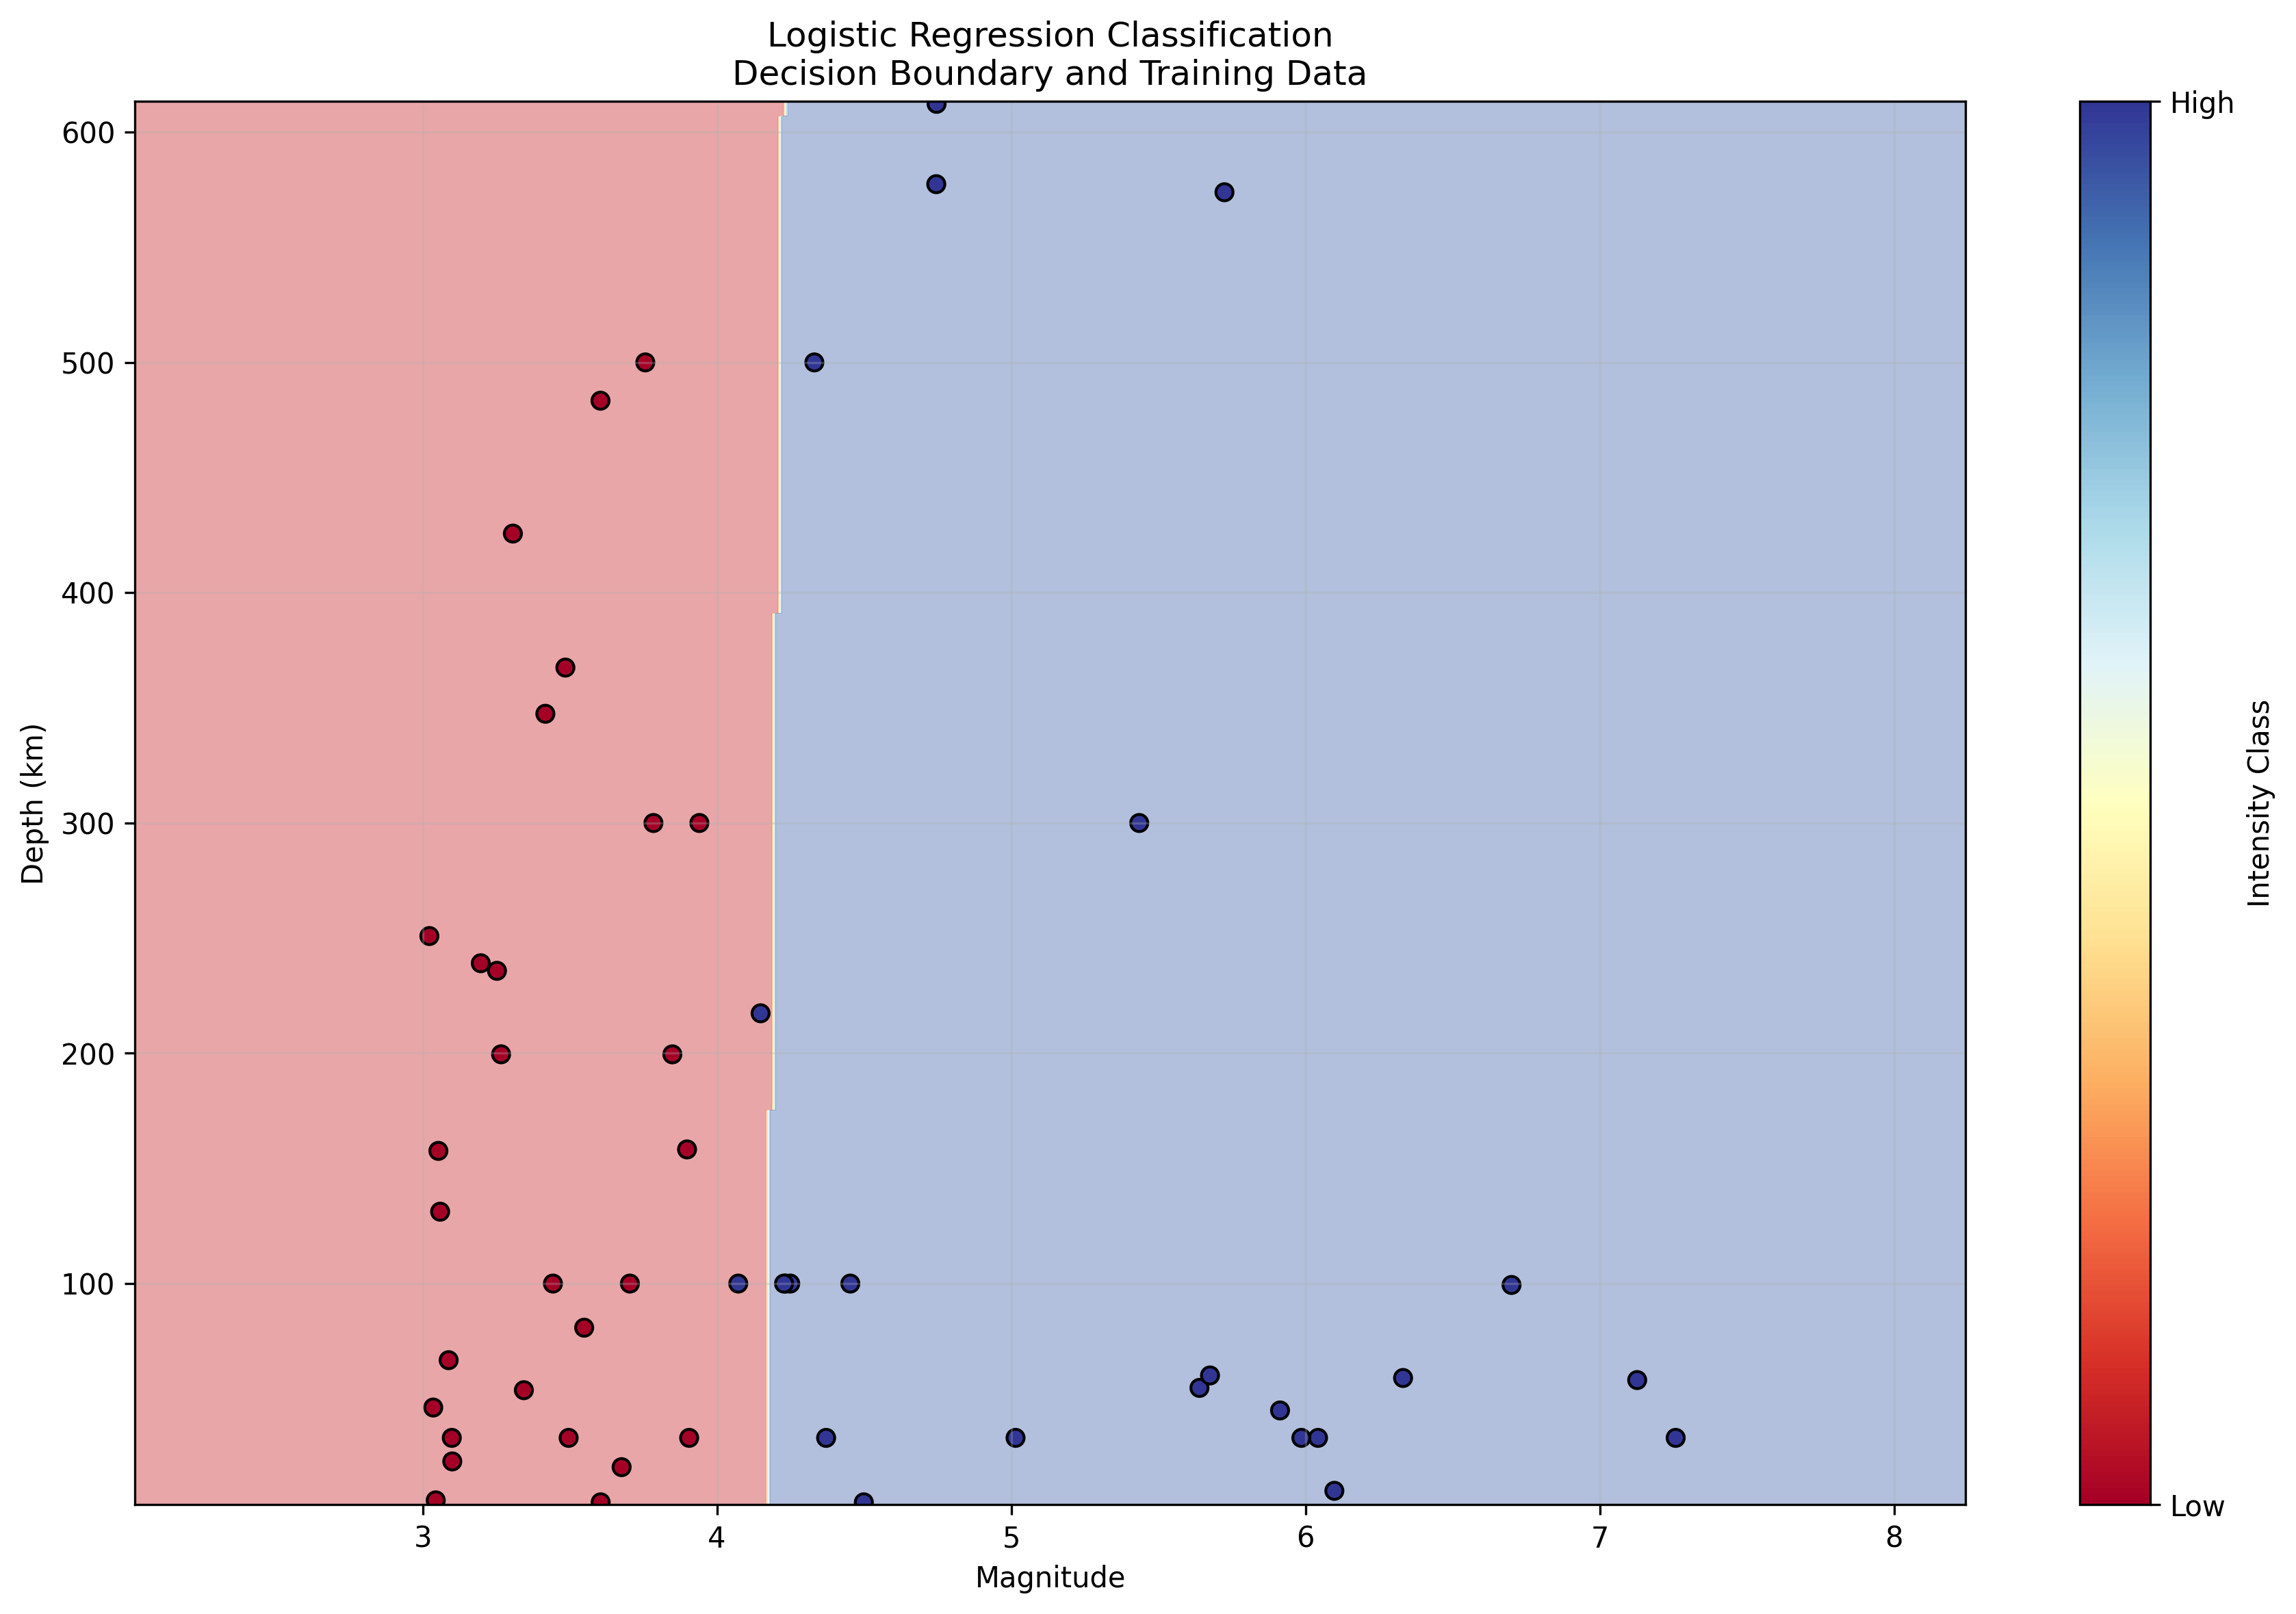 Logistic Regression Classification
Decision Boundary and Training Data
600
500
400
300
200
100
Depth (km)
3
4
5
6
7
8
Magnitude
High
Low
Intensity Class